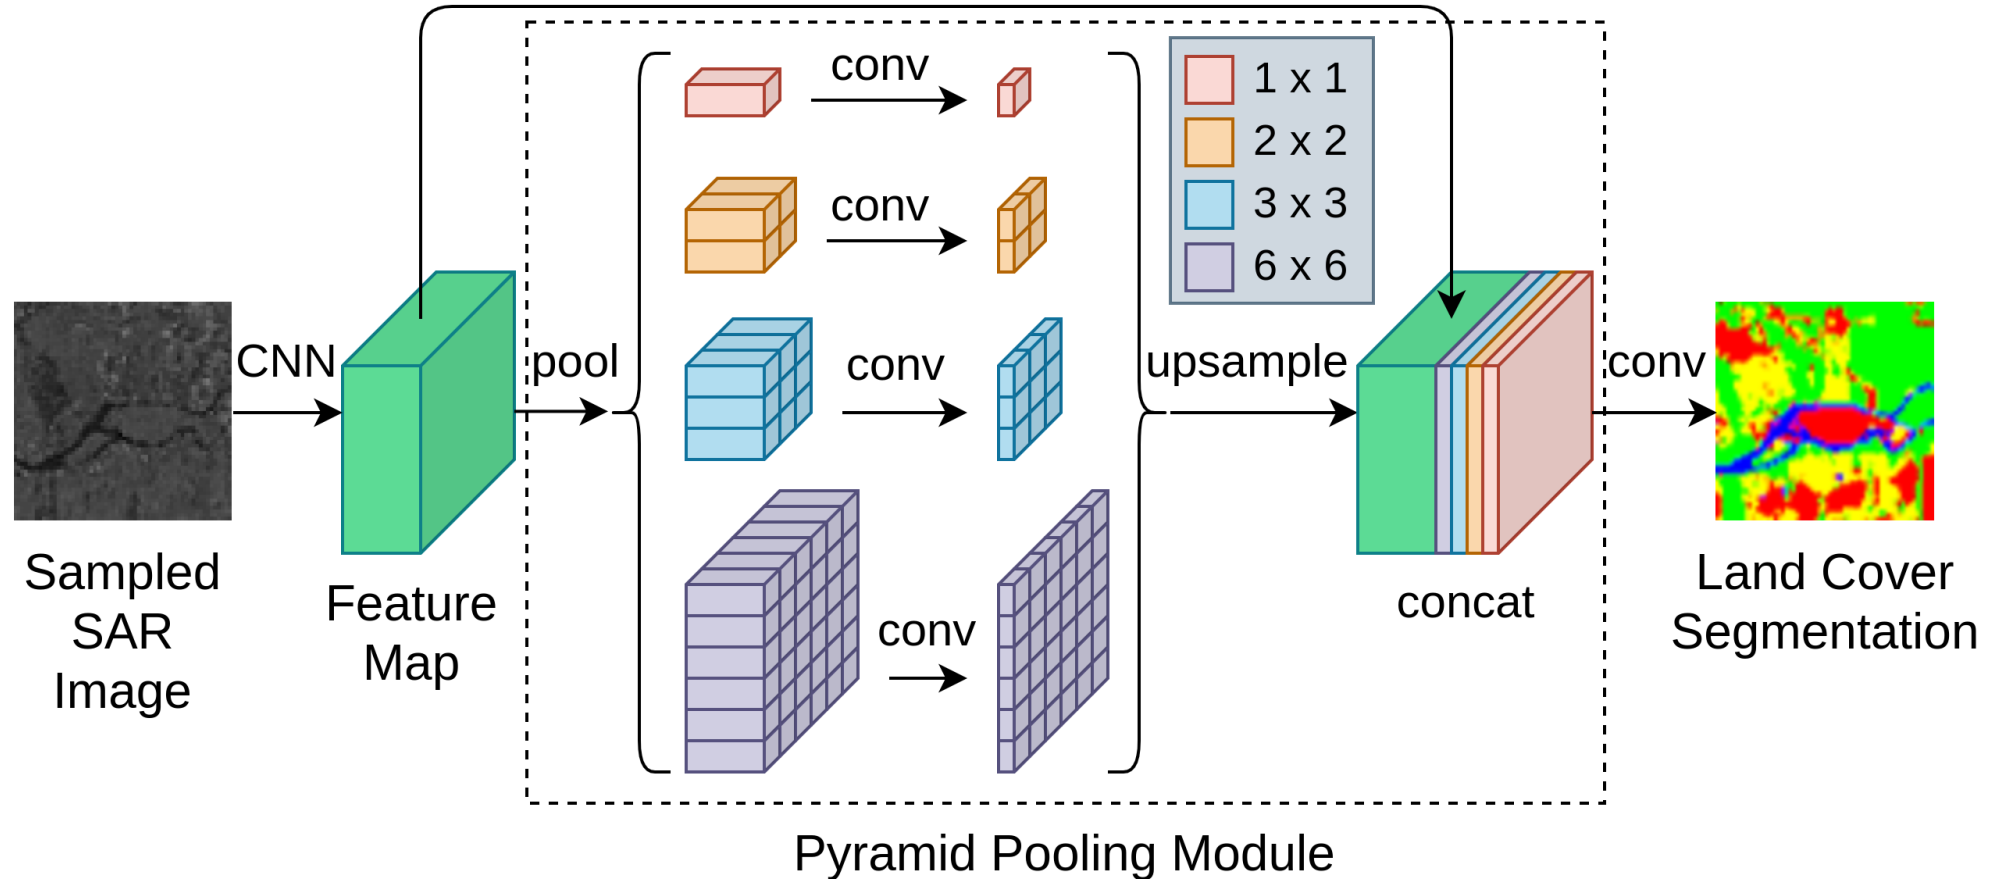 Sampled
SAR
Image
CNN
Feature
Map
pool
conv
conv
conv
conv
1 x 1
2 x 2
3 x 3
6 x 6
upsample
concat
conv
Land Cover
Segmentation
Pyramid Pooling Module